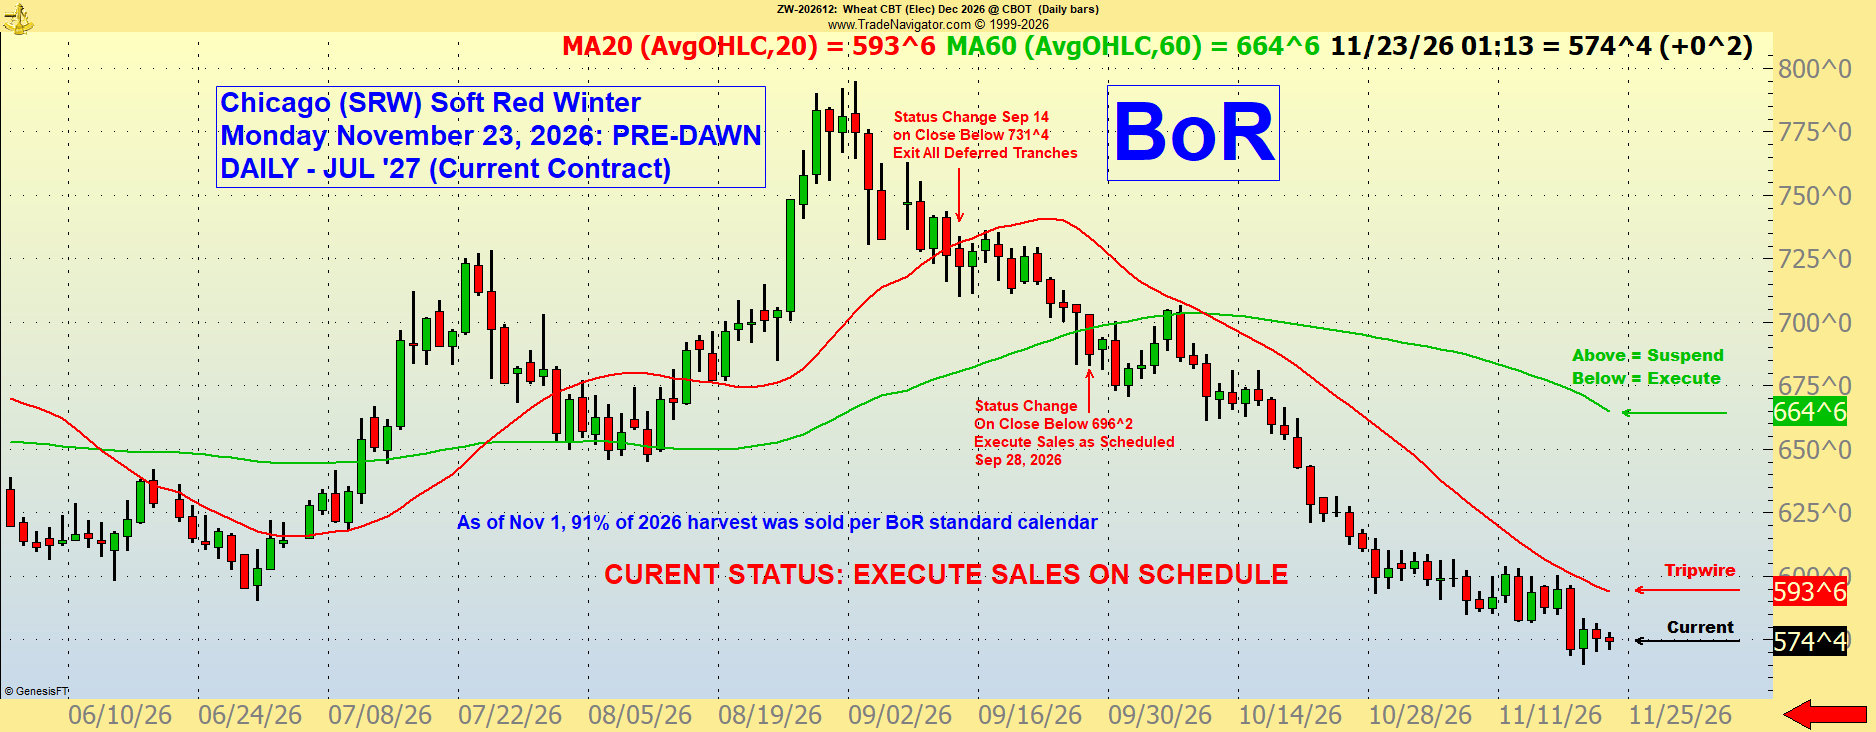 ZW-202612: Wheat CBT (Elec) Dec 2026 @ CBOT (Daily bars)
www.TradeNavigator.com © 1999-2026
MA20 (AvgOHLC,20) = 593^6 MA60 (AvgOHLC,60) = 664^6 11/23/26 01:13 = 574^4 (+0^2)
Chicago (SRW) Soft Red Winter
Monday November 23, 2026: PRE-DAWN
DAILY - JUL '27 (Current Contract)
Status Change Sep 14
on Close Below 731^4
Exit All Deferred Tranches
BoR
800^0
775^0
750^0
725^0
700^0
675^0
664^6
650^0
625^0
600^0
593^6
574^4
Above = Suspend
Below = Execute
Status Change
On Close Below 696^2
Execute Sales as Scheduled
Sep 28, 2026
As of Nov 1, 91% of 2026 harvest was sold per BoR standard calendar
CURENT STATUS: EXECUTE SALES ON SCHEDULE
Tripwire
Current
© GenesisFT
06/10/26 06/24/26 07/08/26 07/22/26 08/05/26 08/19/26 09/02/26 09/16/26 09/30/26 10/14/26 10/28/26 11/11/26 11/25/26